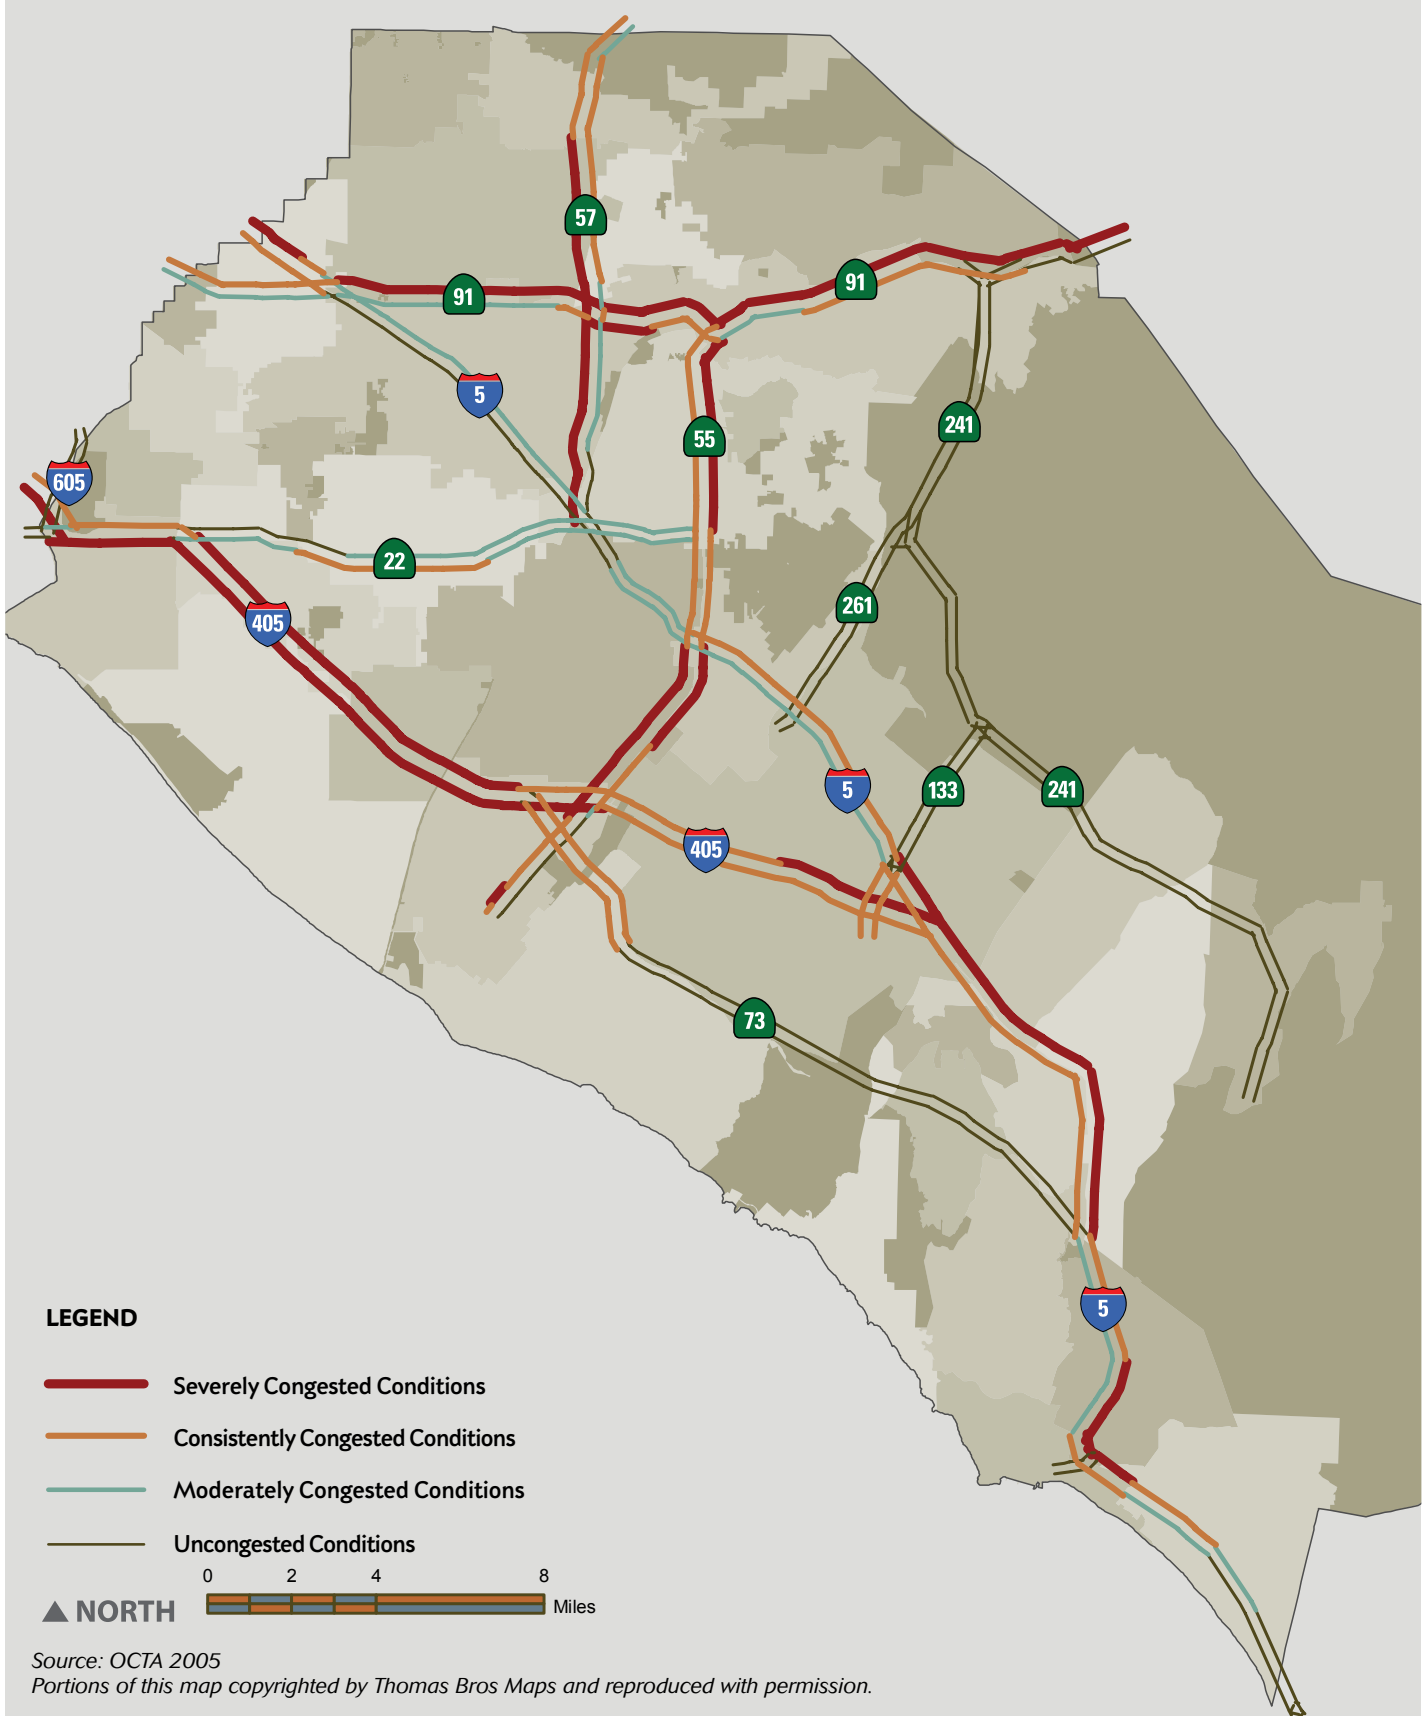 57
91
91
5
55
241
605
22
261
405
5
133
241
405
73
5
LEGEND
Severely Congested Conditions
Consistently Congested Conditions
Moderately Congested Conditions
Uncongested Conditions
0 2 4 8
Miles
NORTH
Source: OCTA 2005
Portions of this map copyrighted by Thomas Bros Maps and reproduced with permission.